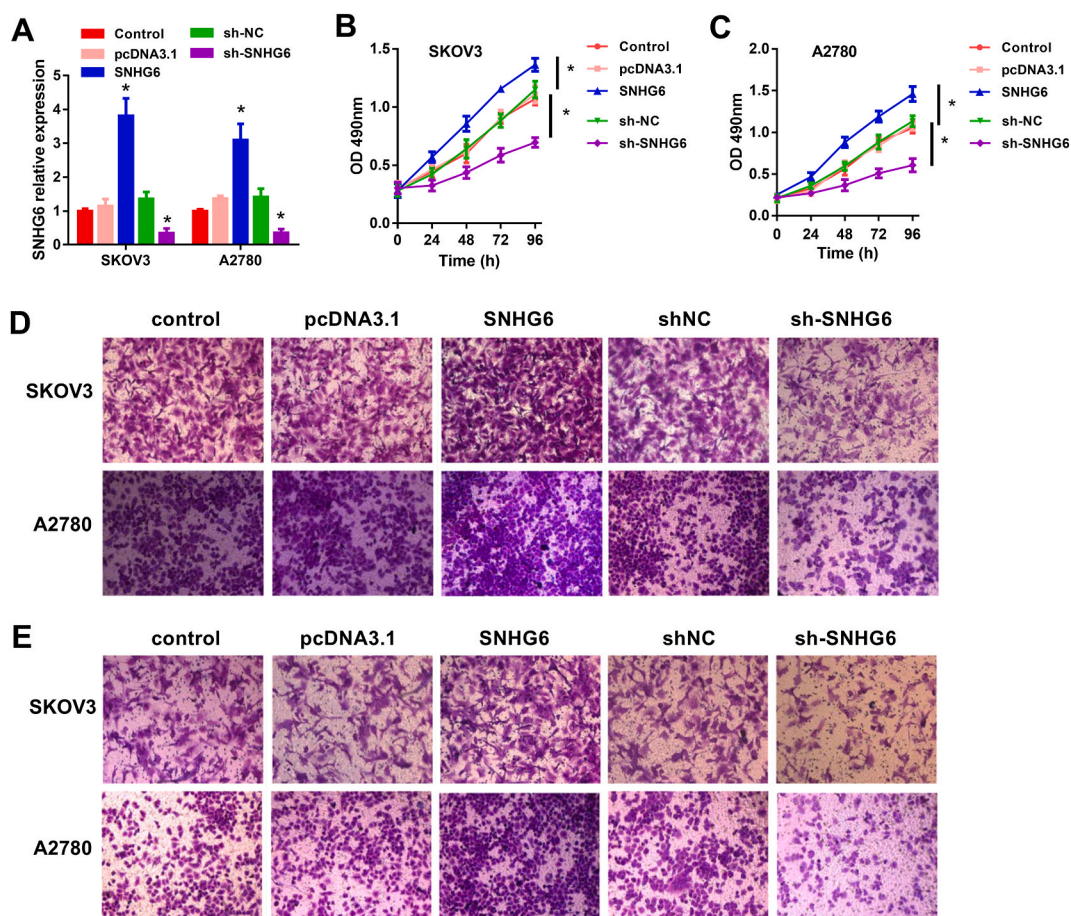 A
Control
pcDNA3.1
SNHG6
sh-NC
sh-SNHG6
SNHG6 relative expression
5
4
3
2
1
0
*
*
*
*
SKOV3
A2780
B
SKOV3
OD 490nm
1.5
1.0
0.5
0.0
0
24
48
72
96
Time (h)
Control
pcDNA3.1
SNHG6
sh-NC
sh-SNHG6
*
*
C
A2780
OD 490nm
2.0
1.5
1.0
0.5
0.0
0
24
48
72
96
Time (h)
Control
pcDNA3.1
SNHG6
sh-NC
sh-SNHG6
*
*
D
control
pcDNA3.1
SNHG6
shNC
sh-SNHG6
SKOV3
A2780
E
control
pcDNA3.1
SNHG6
shNC
sh-SNHG6
SKOV3
A2780